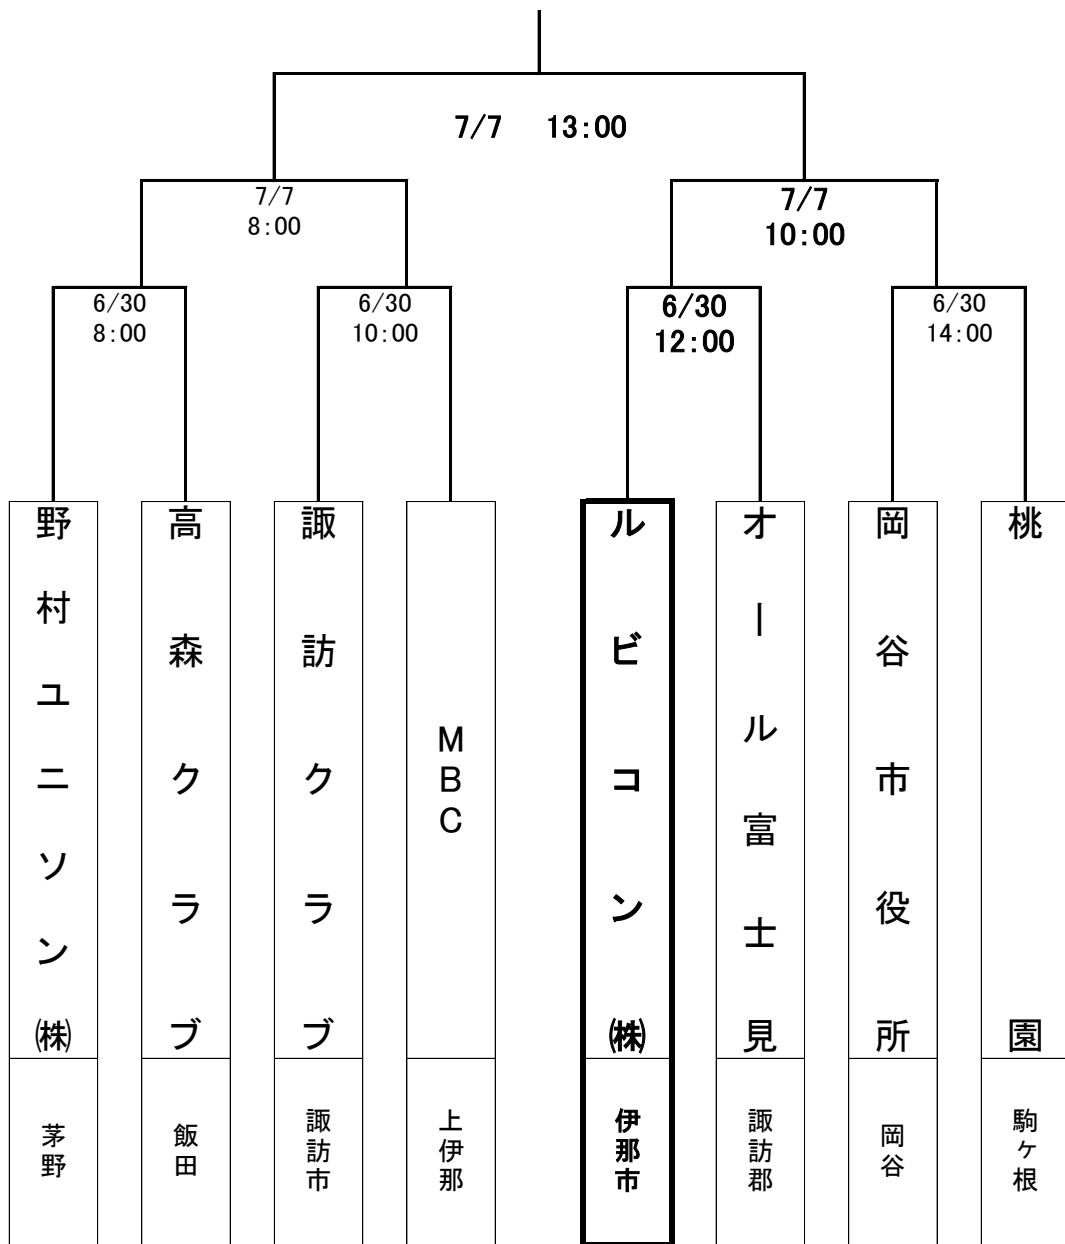 7/7 13:00
7/7
8:00
7/7
10:00
6/30
8:00
6/30
10:00
6/30
12:00
6/30
14:00
野村ユニソン㈱
高森クラブ
諏訪クラブ
MBC
ルビコン㈱
オール富士見
岡谷市役所
桃園
茅野
飯田
諏訪市
上伊那
伊那市
諏訪郡
岡谷
駒ヶ根